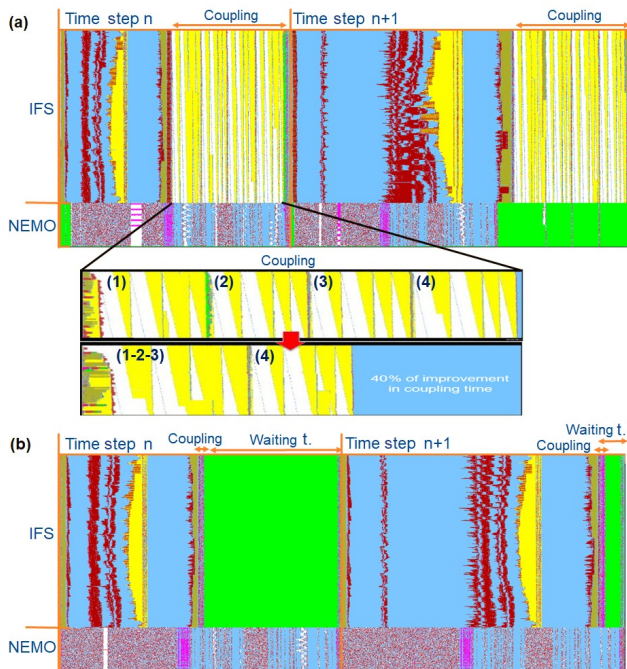 (a)
Time step n
Coupling
Time step n+1
Coupling
IFS
NEMO
Coupling
(1) (2) (3) (4)
(1-2-3) (4)
40% of improvement
in coupling time
(b)
Time step n
Coupling
Waiting t.
Time step n+1
Waiting t.
Coupling
IFS
NEMO